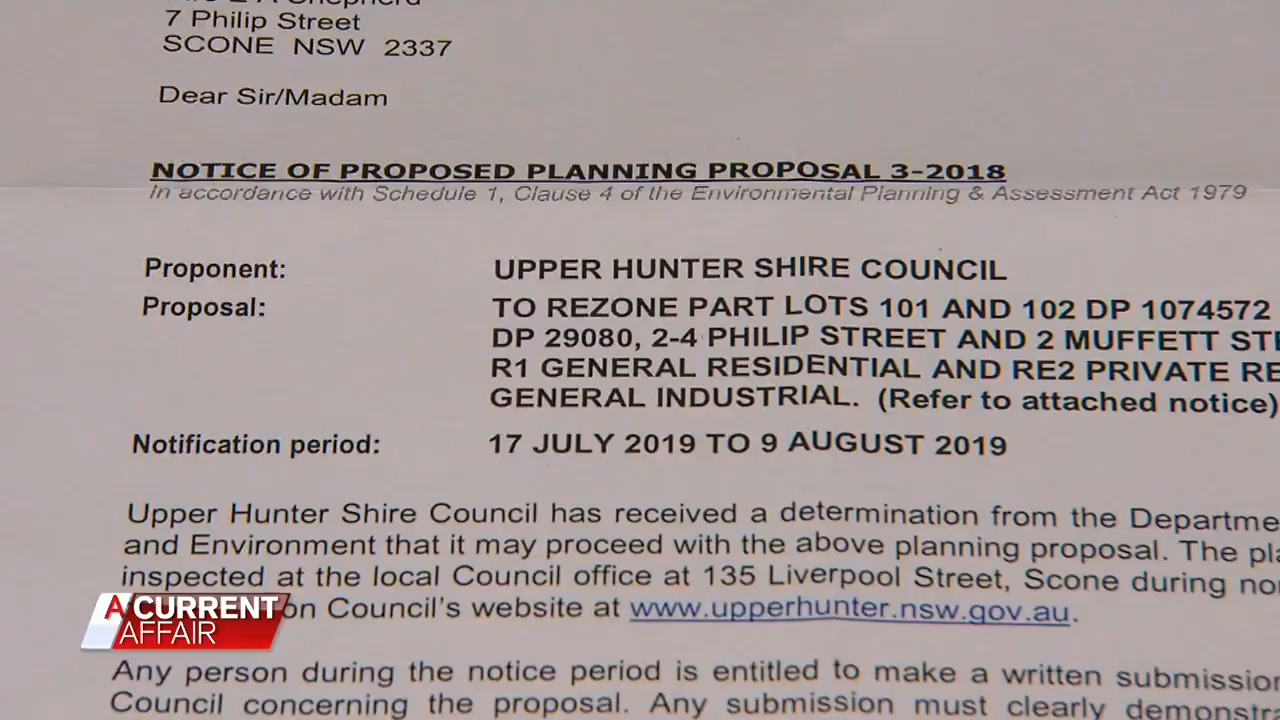 7 Philip Street
SCONE NSW 2337
Dear Sir/Madam
NOTICE OF PROPOSED PLANNING PROPOSAL 3-2018
In accordance with Schedule 1, Clause 4 of the Environmental Planning & Assessment Act 1979
Proponent: UPPER HUNTER SHIRE COUNCIL
Proposal: TO REZONE PART LOTS 101 AND 102 DP 1074572
DP 29080, 2-4 PHILIP STREET AND 2 MUFFETT
R1 GENERAL RESIDENTIAL AND RE2 PRIVATE
GENERAL INDUSTRIAL. (Refer to attached notice)
Notification period: 17 JULY 2019 TO 9 AUGUST 2019
Upper Hunter Shire Council has received a determination from the
and Environment that it may proceed with the above planning proposal. The
inspected at the local Council office at 135 Liverpool Street, Scone during
on Council's website at www.upperhunter.nsw.gov.au.
Any person during the notice period is entitled to make a written submission
Council concerning the proposal. Any submission must clearly
A CURRENT
AFFAIR